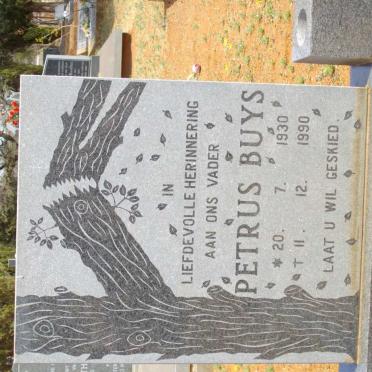 IN
LIEFDEVOLLE HERINNERING
AAN ONS VADER
PETRUS BUYS
* 20. 7. 1930
† 11. 12. 1990
LAAT U WIL GESKIED